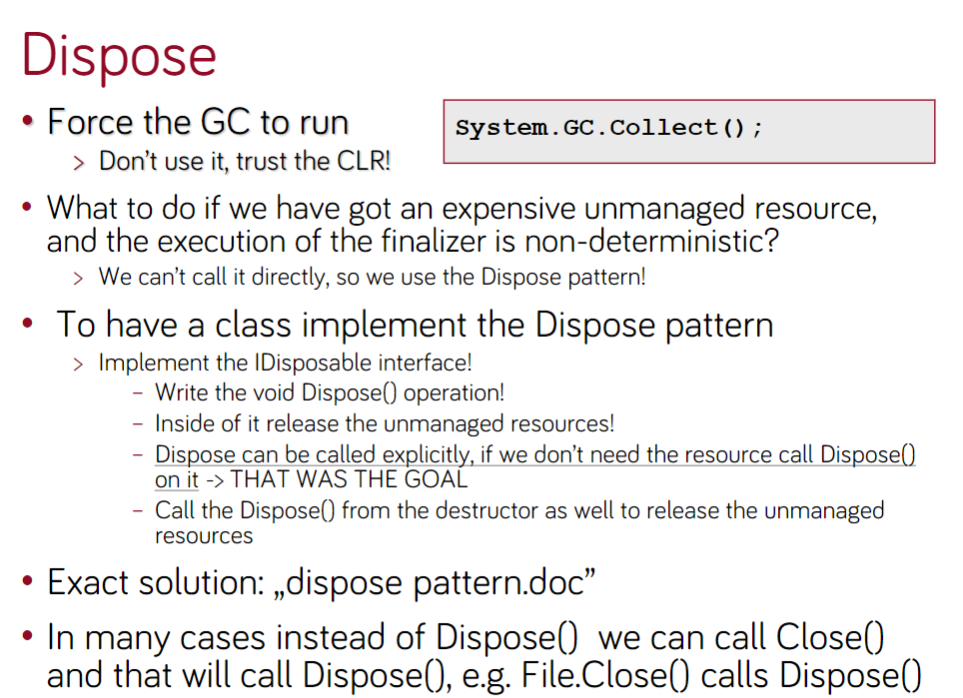 Dispose
• Force the GC to run
> Don't use it, trust the CLR!
System.GC.Collect();
• What to do if we have got an expensive unmanaged resource,
and the execution of the finalizer is non-deterministic?
> We can't call it directly, so we use the Dispose pattern!
• To have a class implement the Dispose pattern
> Implement the IDisposable interface!
– Write the void Dispose() operation!
– Inside of it release the unmanaged resources!
– Dispose can be called explicitly, if we don't need the resource call Dispose()
on it -> THAT WAS THE GOAL
– Call the Dispose() from the destructor as well to release the unmanaged
resources
• Exact solution: „dispose pattern.doc”
• In many cases instead of Dispose() we can call Close()
and that will call Dispose(), e.g. File.Close() calls Dispose()